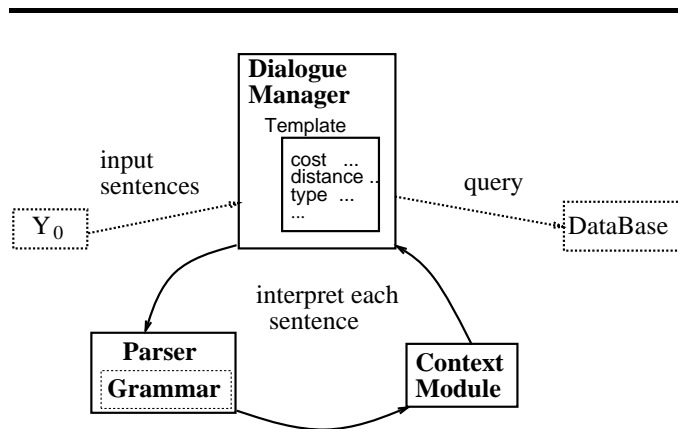 Dialogue
Manager
Template
cost ...
distance ..
type ...
...
input
sentences
query
Y0
DataBase
interpret each
sentence
Parser
Grammar
Context
Module